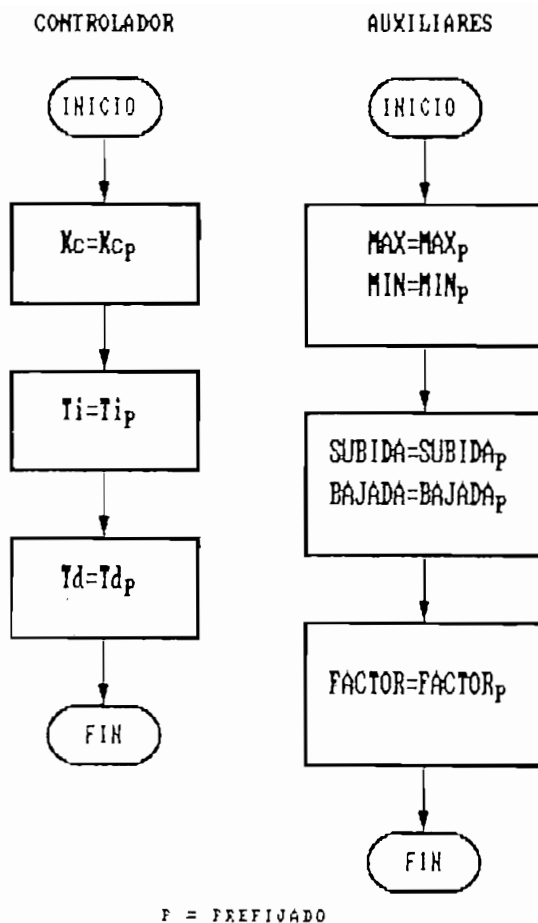 CONTROLADOR
INICIO
Kc=Kcp
Ti=Tip
Td=Tdp
FIN
AUXILIARES
INICIO
MAX=MAXp
MIN=MINp
SUBIDA=SUBIDAp
BAJADA=BAJADAp
FACTOR=FACTORp
FIN
P = PREFIJADO